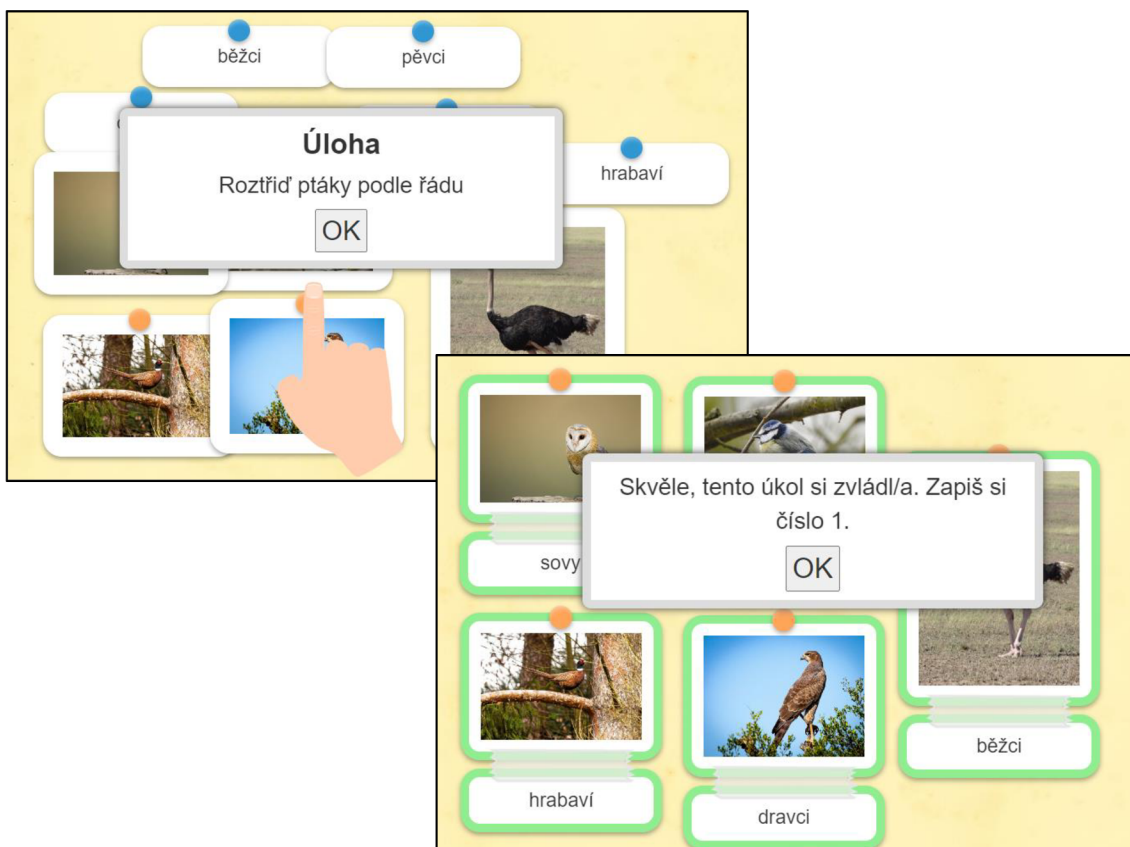 běžci
pěvci
Úloha
Roztřiď ptáky podle řádu
OK
hrabaví
Skvěle, tento úkol si zvládl/a. Zapiš si
číslo 1.
OK
sovy
běžci
hrabaví
dravci